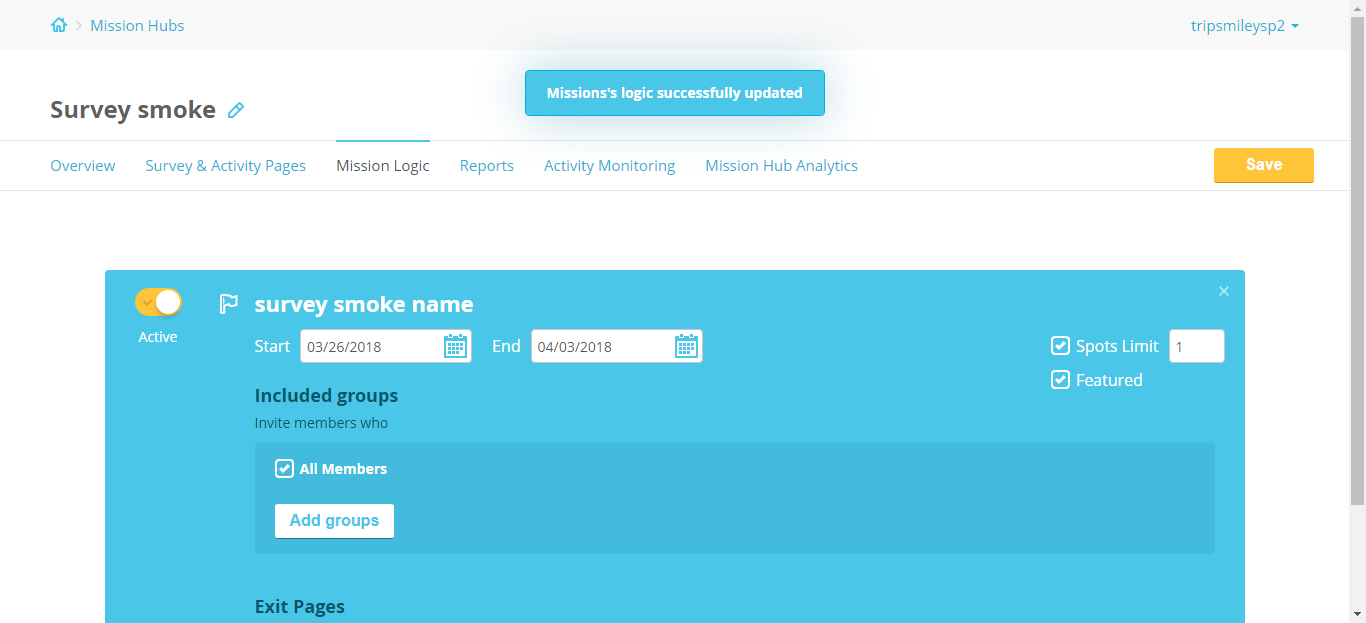 Mission Hubs
tripsmileysp2
Missions's logic successfully updated
Survey smoke
Overview
Survey & Activity Pages
Mission Logic
Reports
Activity Monitoring
Mission Hub Analytics
Save
survey smoke name
Active
Start
03/26/2018
End
04/03/2018
Spots Limit
1
Featured
Included groups
Invite members who
All Members
Add groups
Exit Pages